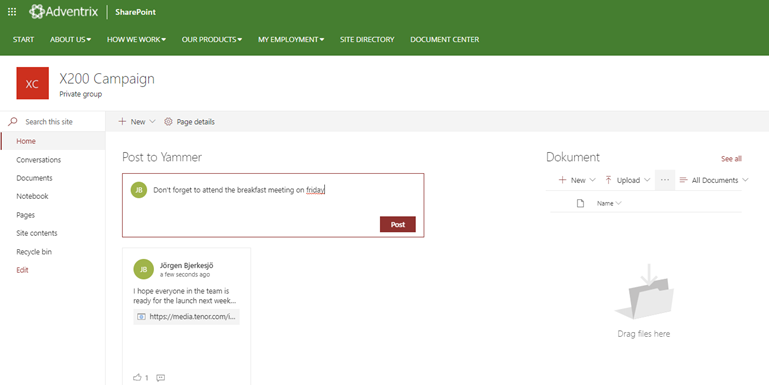 Adventrix SharePoint
START ABOUT US HOW WE WORK OUR PRODUCTS MY EMPLOYMENT SITE DIRECTORY DOCUMENT CENTER
XC
X200 Campaign
Private group
Search this site
Home
Conversations
Documents
Notebook
Pages
Site contents
Recycle bin
Edit
New Page details
Post to Yammer
JB Don't forget to attend the breakfast meeting on friday
Post
JB
Jörgen Bjerkesjö
a few seconds ago
I hope everyone in the team is
ready for the launch next week...
https://media.tenor.com/i...
1
Dokument See all
New Upload ... All Documents
Name
Drag files here